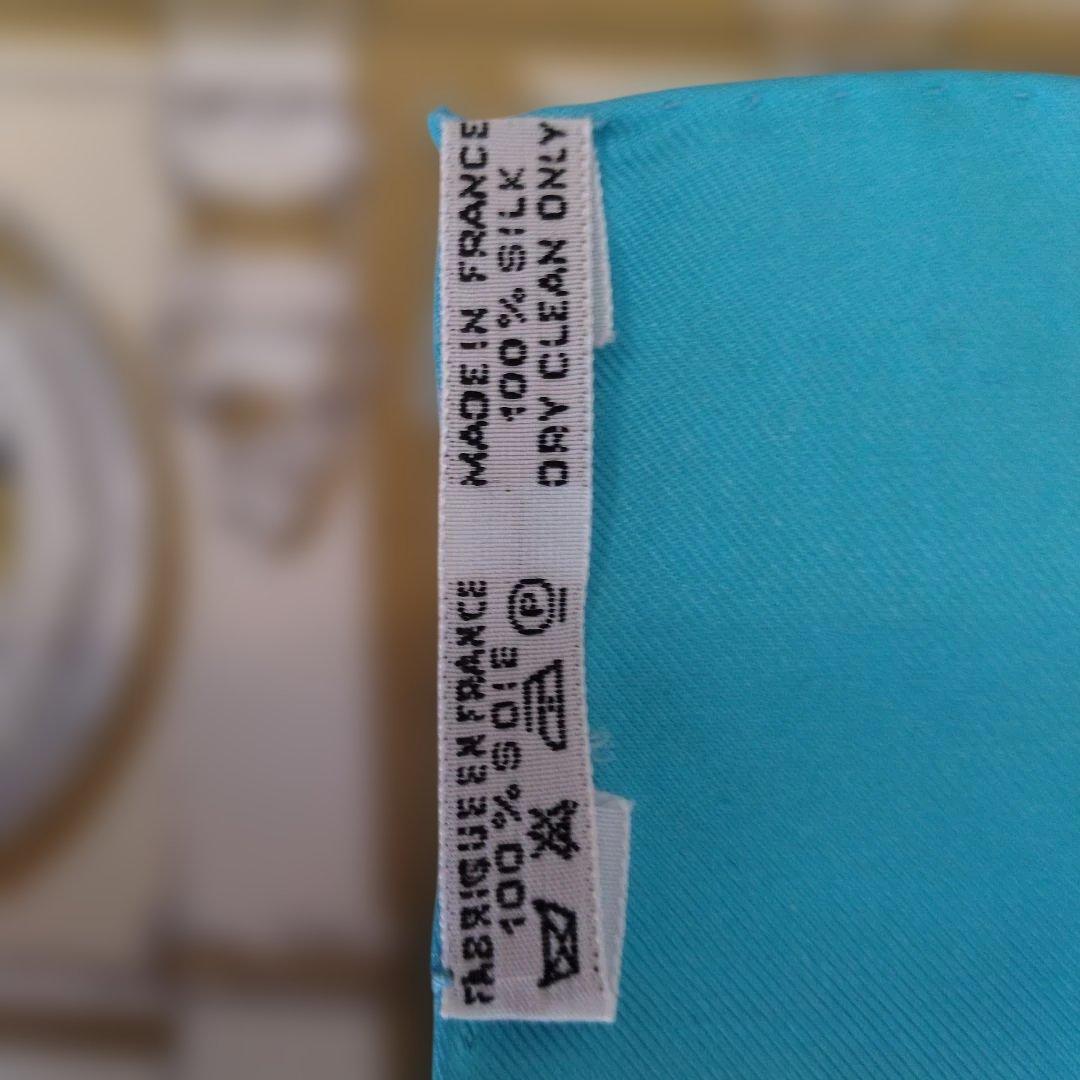 FABRIQUE EN FRANCE
100% SOIE
P
MADE IN FRANCE
100% SILK
DRY CLEAN ONLY